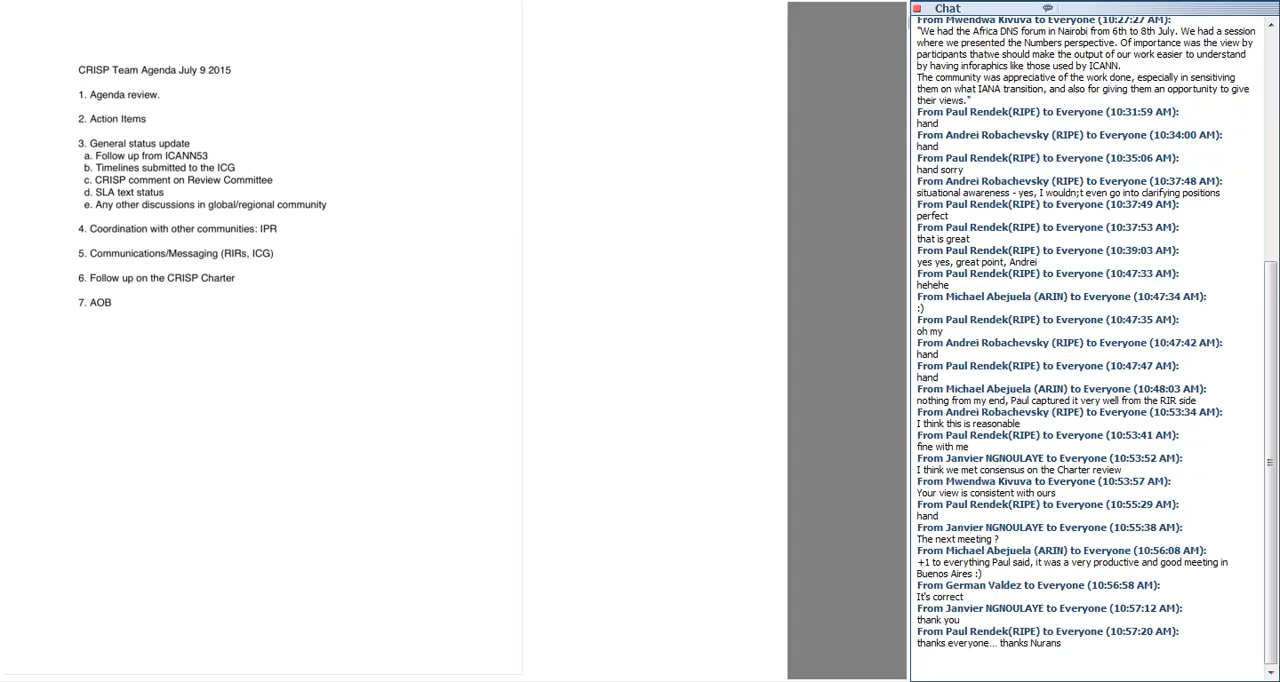 CRISP Team Agenda July 9 2015
1. Agenda review.
2. Action Items
3. General status update
a. Follow up from ICANN53
b. Timelines submitted to the ICG
c. CRISP comment on Review Committee
d. SLA text status
e. Any other discussions in global/regional community
4. Coordination with other communities: IPR
5. Communications/Messaging (RIRs, ICG)
6. Follow up on the CRISP Charter
7. AOB
Chat
From Mwendwa Kivuva to Everyone (10:27:27 AM):
"We had the Africa DNS forum in Nairobi from 6th to 8th July. We had a session
where we presented the Numbers perspective. Of importance was the view by
participants thatwe should make the output of our work easier to understand
by having inforaphics like those used by ICANN.
The community was appreciative of the work done, especially in sensitiving
them on what IANA transition, and also for giving them an opportunity to give
their views."
From Paul Rendek(RIPE) to Everyone (10:31:59 AM):
hand
From Andrei Robachevsky (RIPE) to Everyone (10:34:00 AM):
hand
From Paul Rendek(RIPE) to Everyone (10:35:06 AM):
hand sorry
From Andrei Robachevsky (RIPE) to Everyone (10:37:48 AM):
situational awareness - yes, I wouldn;t even go into clarifying positions
From Paul Rendek(RIPE) to Everyone (10:37:49 AM):
perfect
From Paul Rendek(RIPE) to Everyone (10:37:53 AM):
that is great
From Paul Rendek(RIPE) to Everyone (10:39:03 AM):
yes yes, great point, Andrei
From Paul Rendek(RIPE) to Everyone (10:47:33 AM):
hehehe
From Michael Abejuela (ARIN) to Everyone (10:47:34 AM):
:)
From Paul Rendek(RIPE) to Everyone (10:47:35 AM):
oh my
From Andrei Robachevsky (RIPE) to Everyone (10:47:42 AM):
hand
From Paul Rendek(RIPE) to Everyone (10:47:47 AM):
hand
From Michael Abejuela (ARIN) to Everyone (10:48:03 AM):
nothing from my end, Paul captured it very well from the RIR side
From Andrei Robachevsky (RIPE) to Everyone (10:53:34 AM):
I think this is reasonable
From Paul Rendek(RIPE) to Everyone (10:53:41 AM):
fine with me
From Janvier NGNOULAYE to Everyone (10:53:52 AM):
I think we met consensus on the Charter review
From Mwendwa Kivuva to Everyone (10:53:57 AM):
Your view is consistent with ours
From Paul Rendek(RIPE) to Everyone (10:55:29 AM):
hand
From Janvier NGNOULAYE to Everyone (10:55:38 AM):
The next meeting ?
From Michael Abejuela (ARIN) to Everyone (10:56:08 AM):
+1 to everything Paul said, it was a very productive and good meeting in
Buenos Aires :)
From German Valdez to Everyone (10:56:58 AM):
It's correct
From Janvier NGNOULAYE to Everyone (10:57:12 AM):
thank you
From Paul Rendek(RIPE) to Everyone (10:57:20 AM):
thanks everyone... thanks Nurans